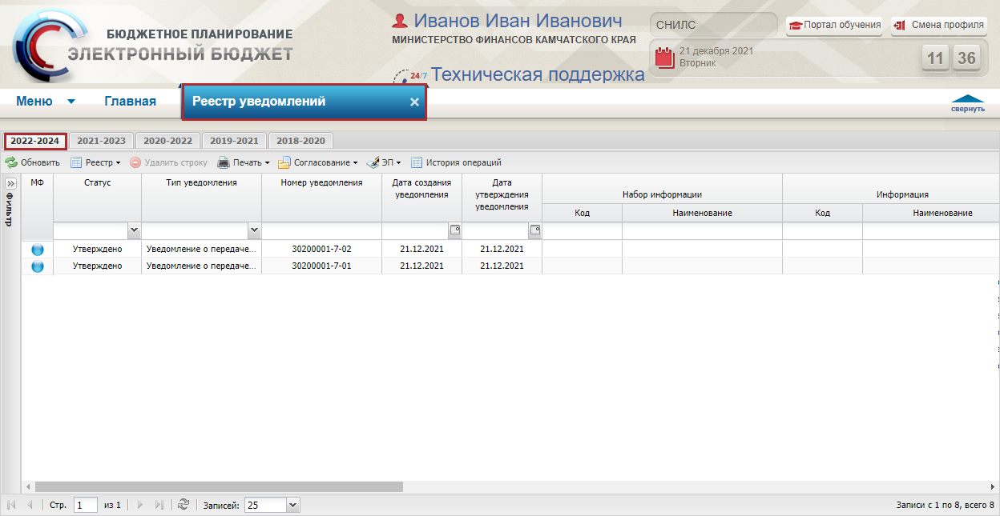 БЮДЖЕТНОЕ ПЛАНИРОВАНИЕ
ЭЛЕКТРОННЫЙ БЮДЖЕТ
Иванов Иван Иванович
МИНИСТЕРСТВО ФИНАНСОВ КАМЧАТСКОГО КРАЯ
24/7 Техническая поддержка
СНИЛС
21 декабря 2021
Вторник
Портал обучения
Смена профиля
11 36
Меню Главная Реестр уведомлений
свернуть
2022-2024 2021-2023 2020-2022 2019-2021 2018-2020
Обновить Реестр Удалить строку Печать Согласование ЭП История операций
Фильтр
МФ Статус Тип уведомления Номер уведомления Дата создания уведомления Дата утверждения уведомления Набор информации Информация
Код Наименование Код Наименование
Утверждено Уведомление о передаче... 30200001-7-02 21.12.2021 21.12.2021
Утверждено Уведомление о передаче... 30200001-7-01 21.12.2021 21.12.2021
Стр. 1 из 1 Записей: 25 Записи с 1 по 8, всего 8